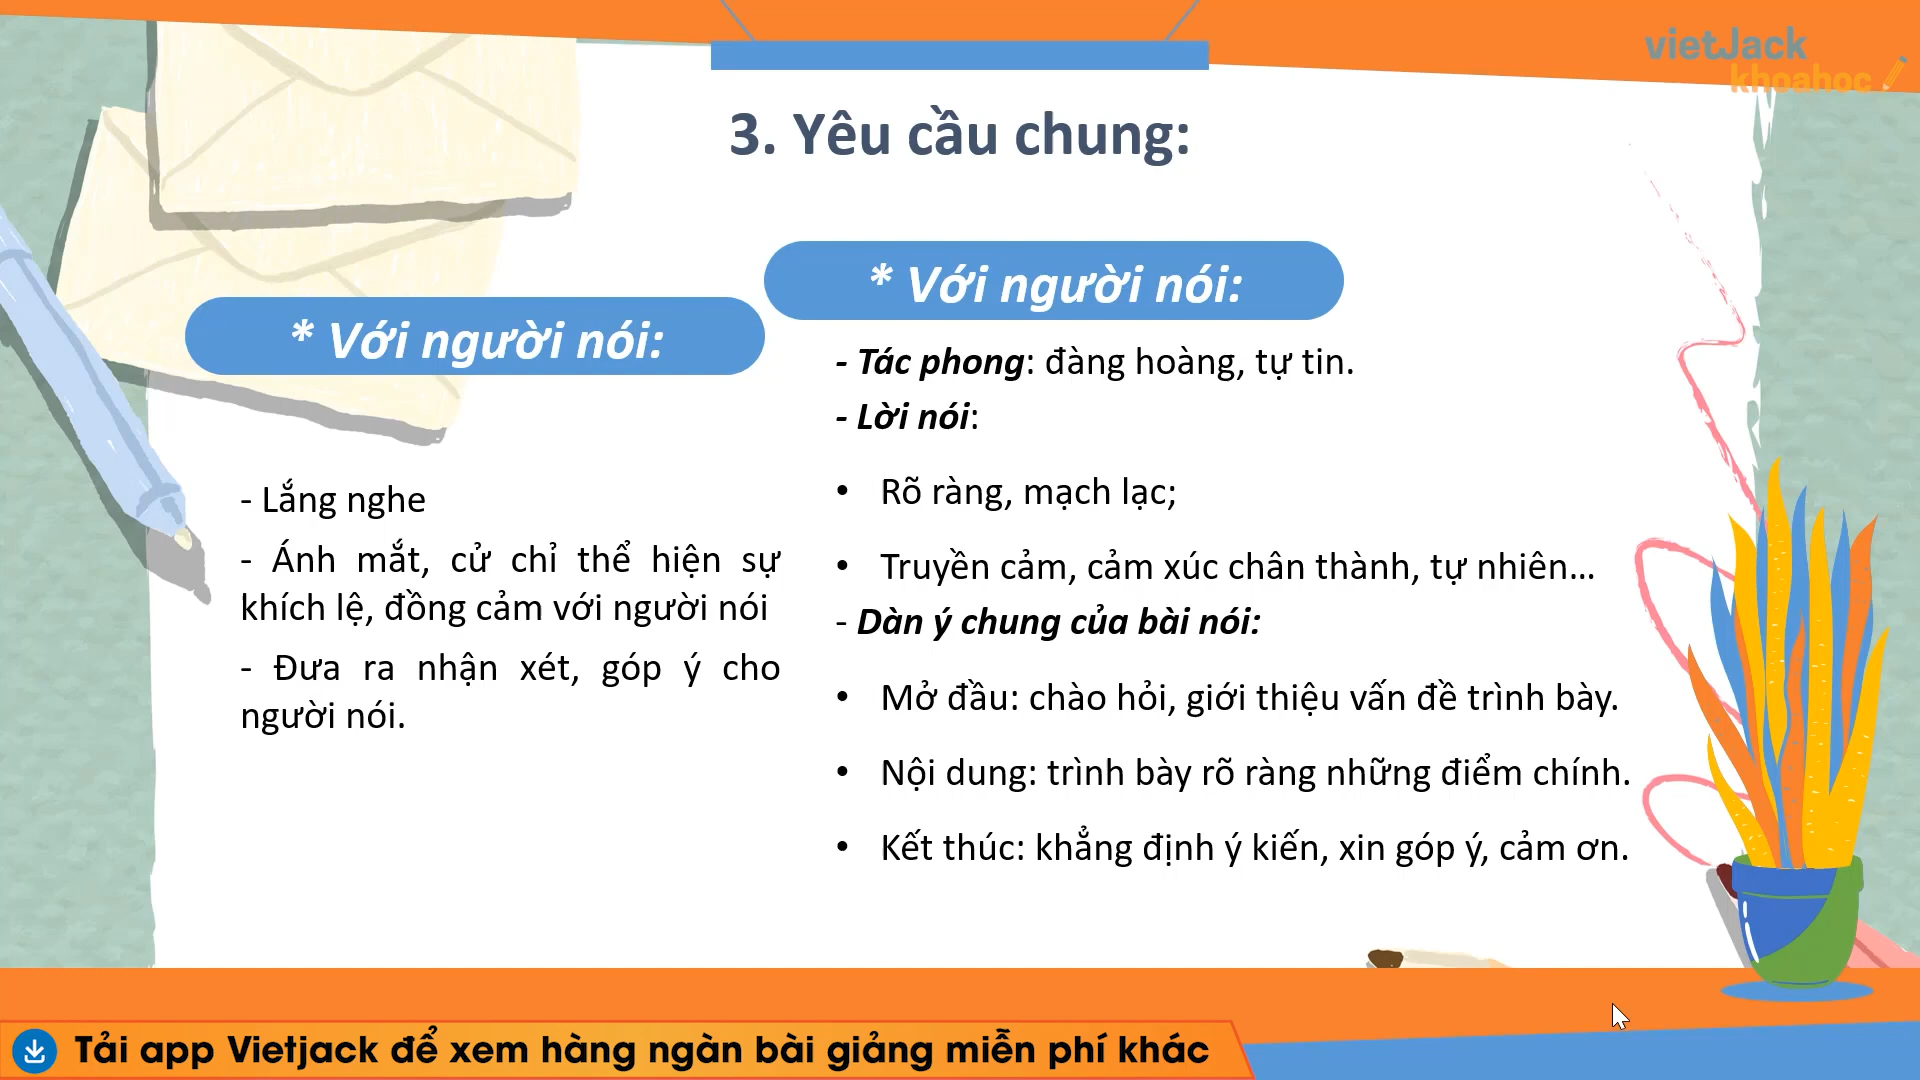 vietJack
khoahoc
3. Yêu cầu chung:
* Với người nói:
- Lắng nghe
- Ánh mắt, cử chỉ thể hiện sự
khích lệ, đồng cảm với người nói
- Đưa ra nhận xét, góp ý cho
người nói.
* Với người nói:
- Tác phong: đàng hoàng, tự tin.
- Lời nói:
• Rõ ràng, mạch lạc;
• Truyền cảm, cảm xúc chân thành, tự nhiên...
- Dàn ý chung của bài nói:
• Mở đầu: chào hỏi, giới thiệu vấn đề trình bày.
• Nội dung: trình bày rõ ràng những điểm chính.
• Kết thúc: khẳng định ý kiến, xin góp ý, cảm ơn.
Tải app Vietjack để xem hàng ngàn bài giảng miễn phí khác